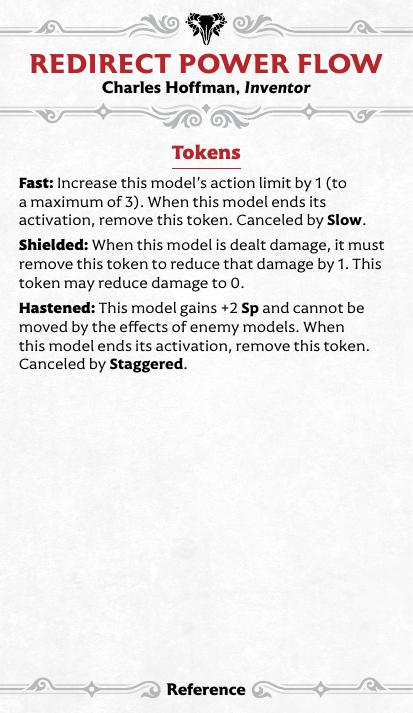 REDIRECT POWER FLOW
Charles Hoffman, Inventor
Tokens
Fast: Increase this model's action limit by 1 (to
a maximum of 3). When this model ends its
activation, remove this token. Canceled by Slow.
Shielded: When this model is dealt damage, it must
remove this token to reduce that damage by 1. This
token may reduce damage to 0.
Hastened: This model gains +2 Sp and cannot be
moved by the effects of enemy models. When
this model ends its activation, remove this token.
Canceled by Staggered.
Reference